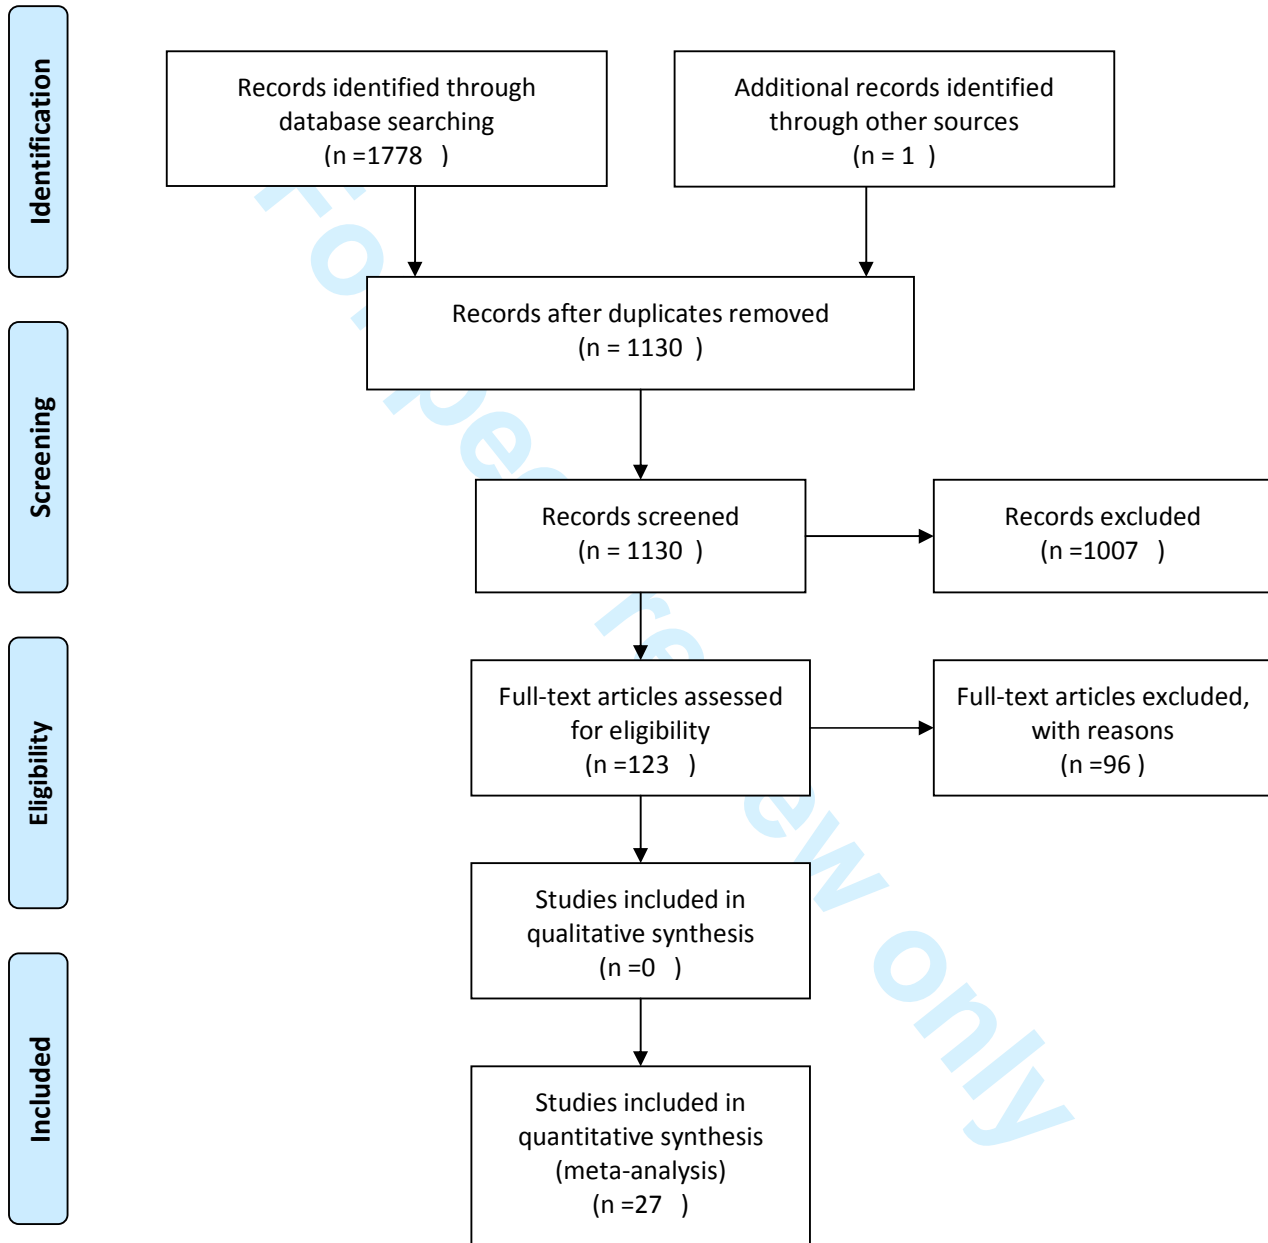 Identification
Records identified through
database searching
(n =1778   )
Additional records identified
through other sources
(n = 1  )
Records after duplicates removed
(n = 1130  )
Screening
Records screened
(n = 1130  )
Records excluded
(n =1007   )
Eligibility
Full-text articles assessed
for eligibility
(n =123   )
Full-text articles excluded,
with reasons
(n =96  )
Studies included in
qualitative synthesis
(n =0   )
Included
Studies included in
quantitative synthesis
(meta-analysis)
(n =27   )
For peer review only